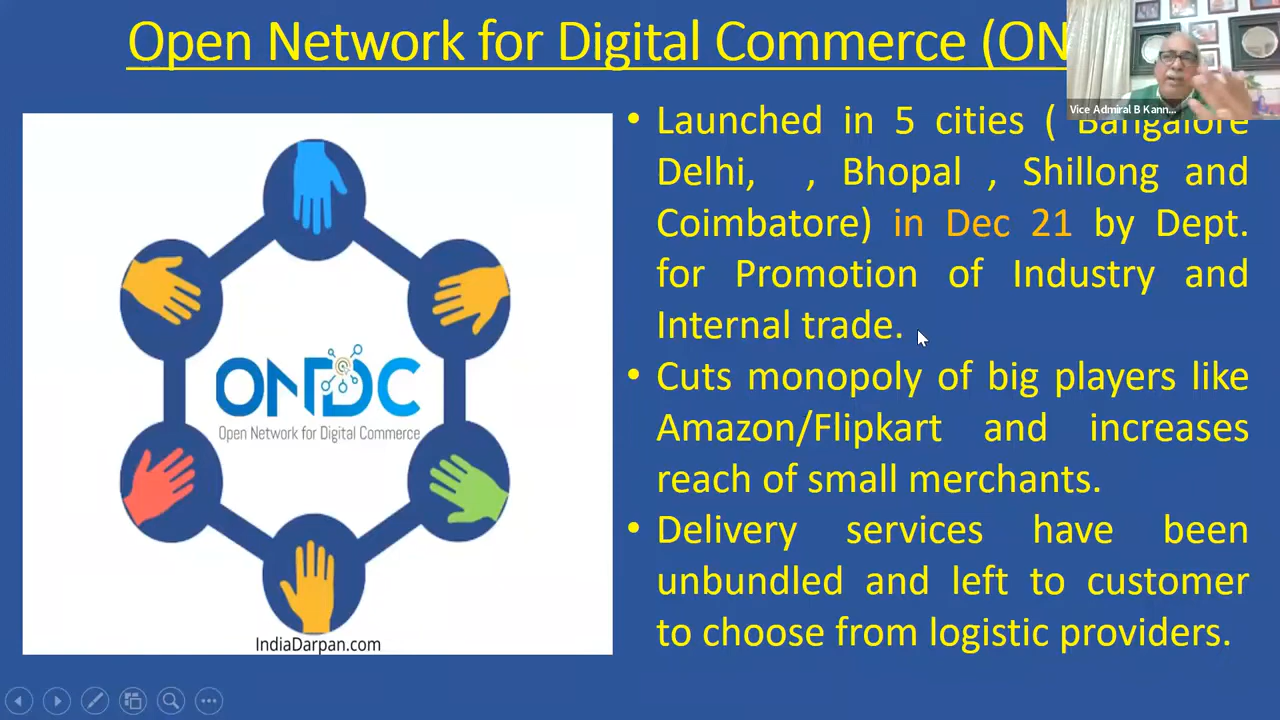 Open Network for Digital Commerce (ON
Vice Admiral B Kann...
• Launched in 5 cities ( Bangalore
Delhi,   , Bhopal , Shillong and
Coimbatore) in Dec 21 by Dept.
for Promotion of Industry and
Internal trade.
• Cuts monopoly of big players like
Amazon/Flipkart and increases
reach of small merchants.
• Delivery services have been
unbundled and left to customer
to choose from logistic providers.
ONDC
Open Network for Digital Commerce
IndiaDarpan.com